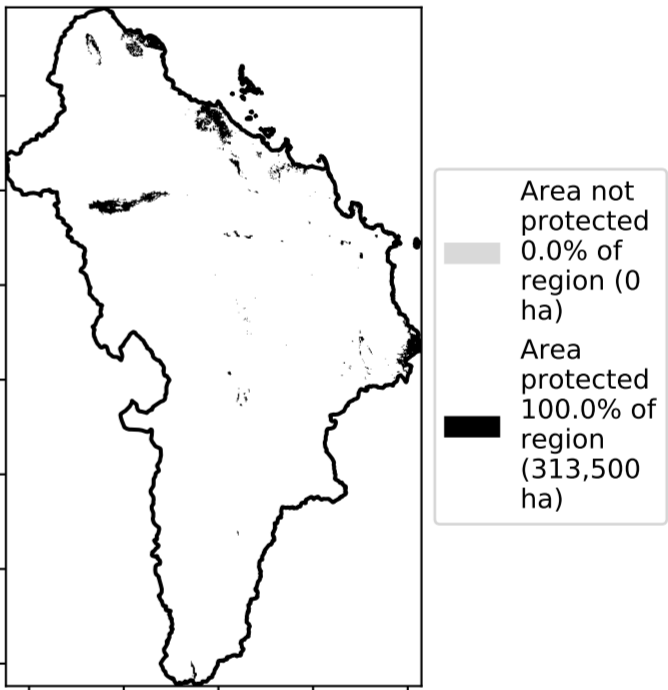 Area not
protected
0.0% of
region (0
ha)
Area
protected
100.0% of
region
(313,500
ha)